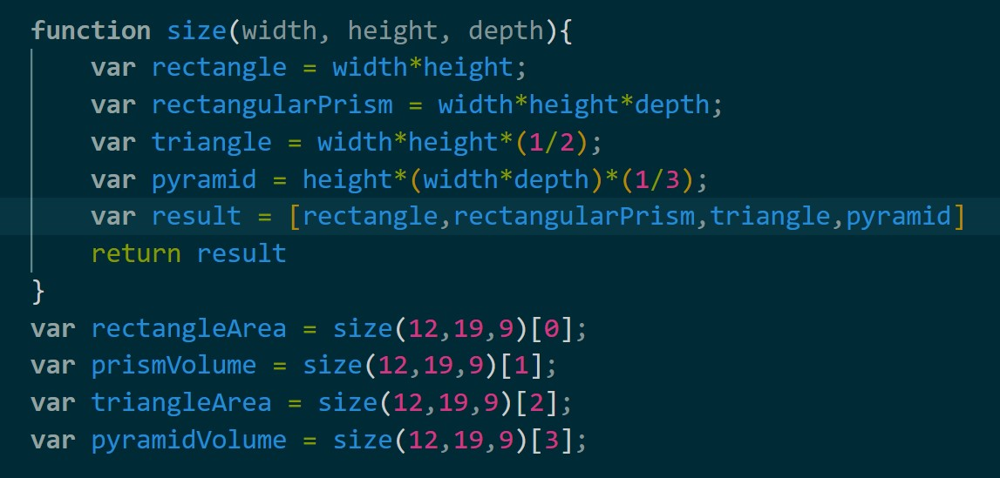 function size(width, height, depth){
    var rectangle = width*height;
    var rectangularPrism = width*height*depth;
    var triangle = width*height*(1/2);
    var pyramid = height*(width*depth)*(1/3);
    var result = [rectangle,rectangularPrism,triangle,pyramid]
    return result
}
var rectangleArea = size(12,19,9)[0];
var prismVolume = size(12,19,9)[1];
var triangleArea = size(12,19,9)[2];
var pyramidVolume = size(12,19,9)[3];